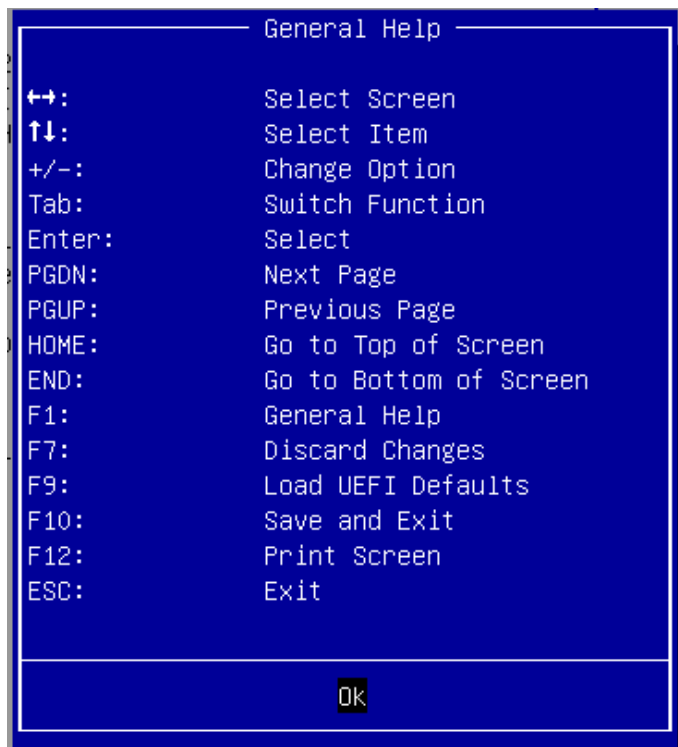 General Help
←→: Select Screen
↑↓: Select Item
+/-: Change Option
Tab: Switch Function
Enter: Select
PGDN: Next Page
PGUP: Previous Page
HOME: Go to Top of Screen
END: Go to Bottom of Screen
F1: General Help
F7: Discard Changes
F9: Load UEFI Defaults
F10: Save and Exit
F12: Print Screen
ESC: Exit
Ok